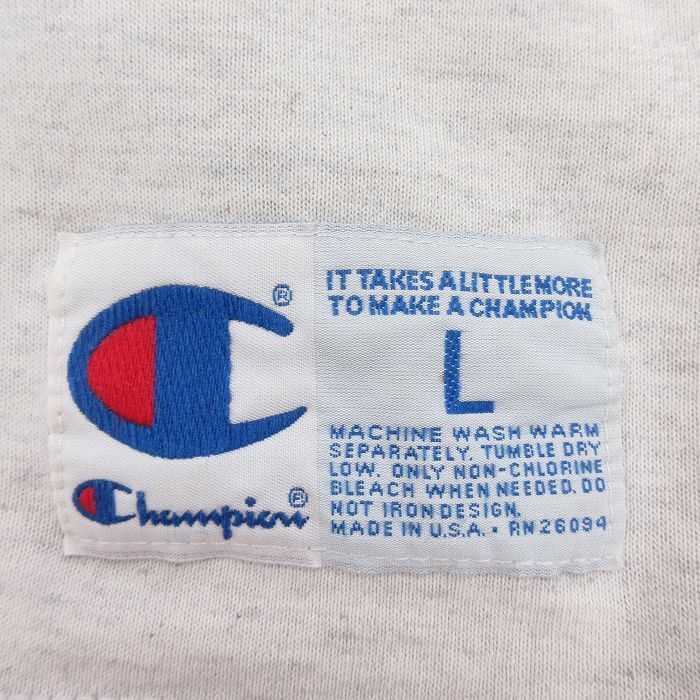 ®
Champion®
IT TAKES A LITTLE MORE
TO MAKE A CHAMPION
L
MACHINE WASH WARM
SEPARATELY. TUMBLE DRY
LOW. ONLY NON-CHLORINE
BLEACH WHEN NEEDED. DO
NOT IRON DESIGN.
MADE IN U.S.A. • RN26094